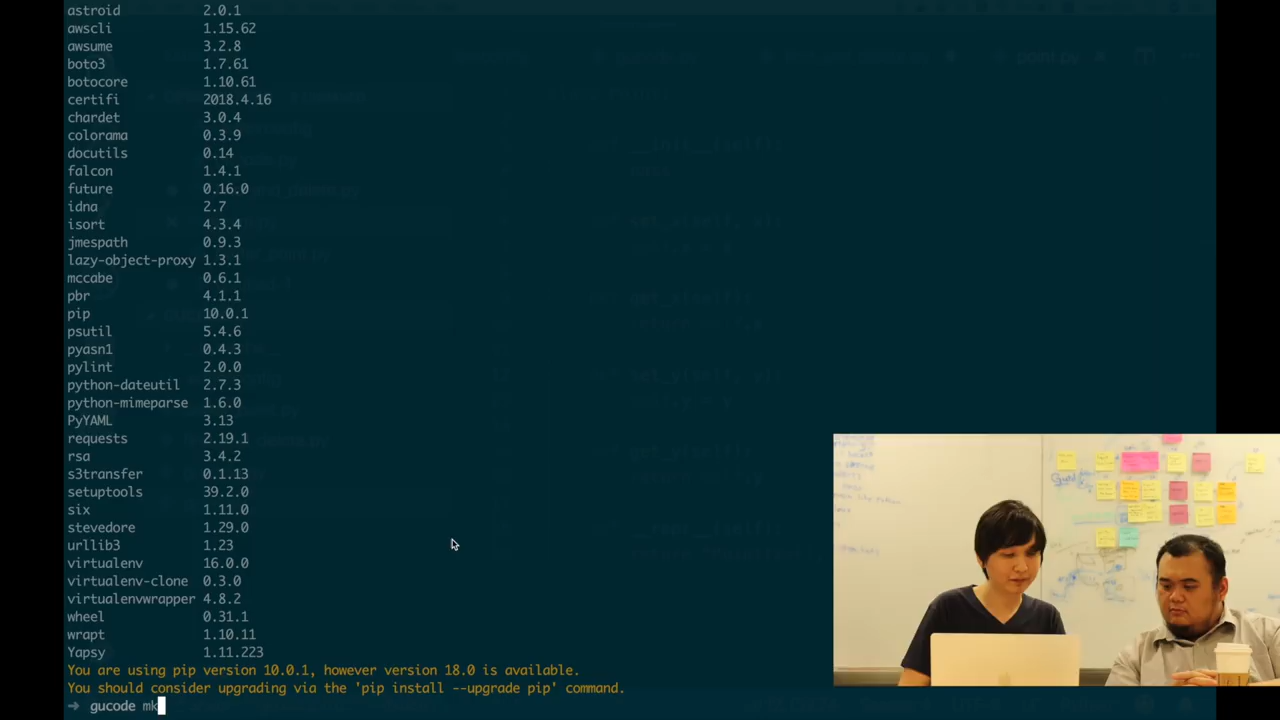 astroid 2.0.1
awscli 1.15.62
awsume 3.2.8
boto3 1.7.61
botocore 1.10.61
certifi 2018.4.16
chardet 3.0.4
colorama 0.3.9
docutils 0.14
falcon 1.4.1
future 0.16.0
idna 2.7
isort 4.3.4
jmespath 0.9.3
lazy-object-proxy 1.3.1
mccabe 0.6.1
pbr 4.1.1
pip 10.0.1
psutil 5.4.6
pyasn1 0.4.3
pylint 2.0.0
python-dateutil 2.7.3
python-mimeparse 1.6.0
PyYAML 3.13
requests 2.19.1
rsa 3.4.2
s3transfer 0.1.13
setuptools 39.2.0
six 1.11.0
stevedore 1.29.0
urllib3 1.23
virtualenv 16.0.0
virtualenv-clone 0.3.0
virtualenvwrapper 4.8.2
wheel 0.31.1
wrapt 1.10.11
Yapsy 1.11.223
You are using pip version 10.0.1, however version 18.0 is available.
You should consider upgrading via the 'pip install --upgrade pip' command.
➜ gucode mk